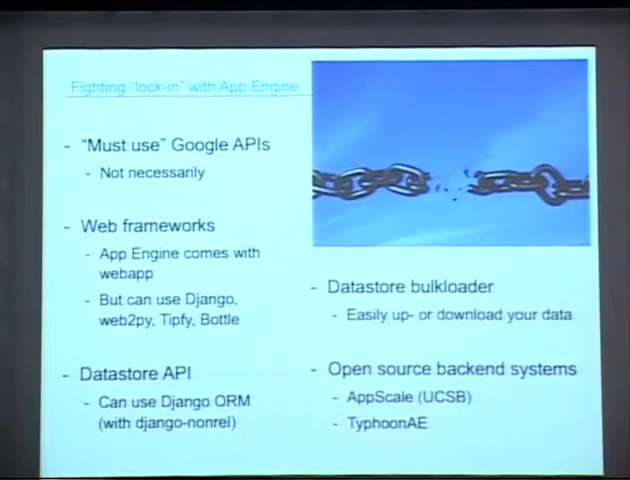 Fighting "lock-in" with App Engine
- "Must use" Google APIs
- Not necessarily
- Web frameworks
- App Engine comes with
webapp
- But can use Django,
web2py, Tipfy, Bottle
- Datastore API
- Can use Django ORM
(with django-nonrel)
- Datastore bulkloader
- Easily up- or download your data
- Open source backend systems
- AppScale (UCSB)
- TyphoonAE